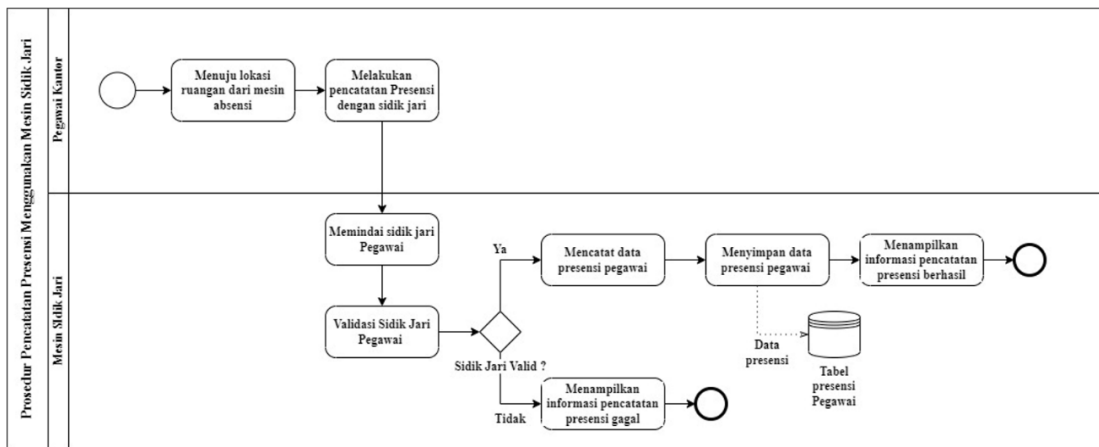 Prosedur Pencatatan Presensi Menggunakan Mesin Sidik Jari
Pegawai Kantor
Menuju lokasi
ruangan dari mesin
absensi
Melakukan
pencatatan Presensi
dengan sidik jari
Mesin Sidik Jari
Memindai sidik jari
Pegawai
Validasi Sidik Jari
Pegawai
Sidik Jari Valid ?
Ya
Mencatat data
presensi pegawai
Menyimpan data
presensi pegawai
Menampilkan
informasi pencatatan
presensi berhasil
Data
presensi
Tabel
presensi
Pegawai
Tidak
Menampilkan
informasi pencatatan
presensi gagal